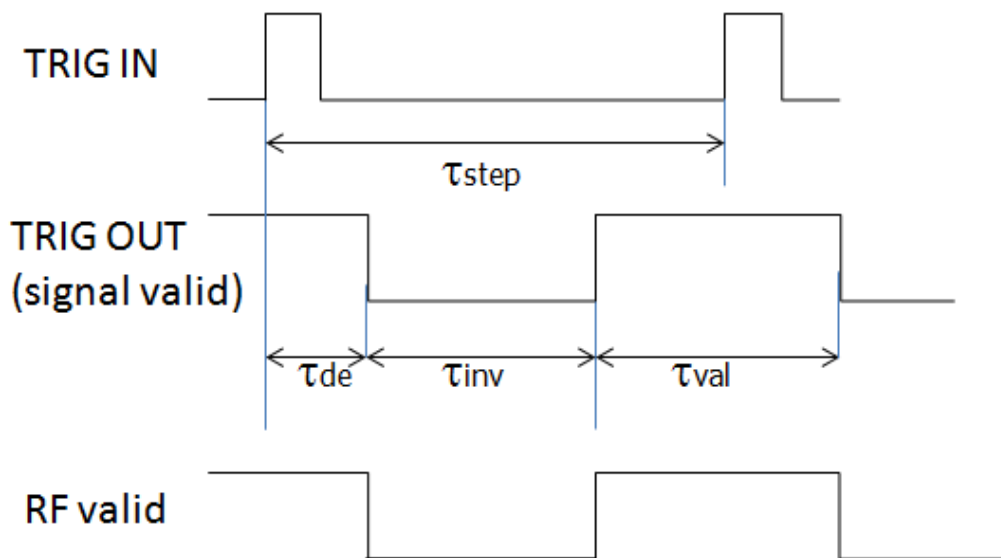 TRIG IN
τstep
TRIG OUT
(signal valid)
τde
τinv
τval
RF valid